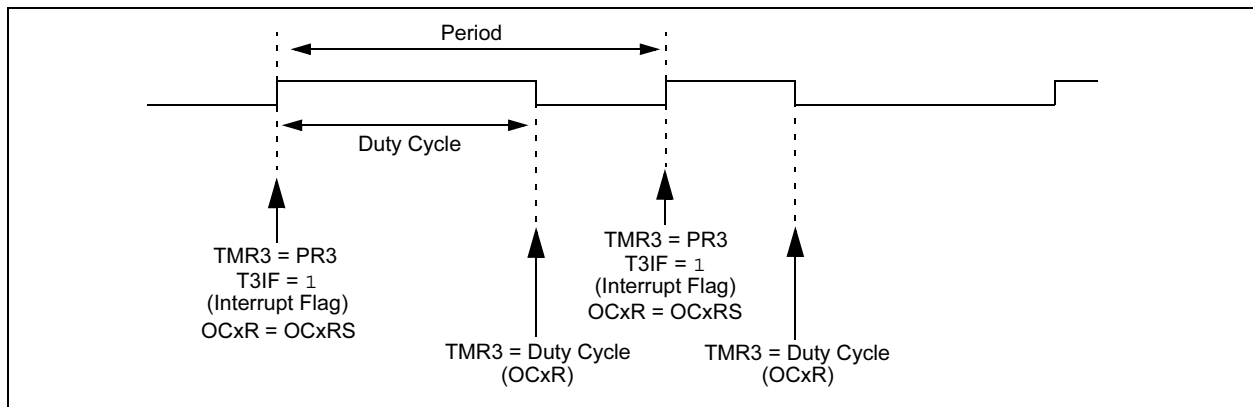 Period
Duty Cycle
TMR3 = PR3
T3IF = 1
(Interrupt Flag)
OCxR = OCxRS
TMR3 = Duty Cycle
(OCxR)
TMR3 = PR3
T3IF = 1
(Interrupt Flag)
OCxR = OCxRS
TMR3 = Duty Cycle
(OCxR)